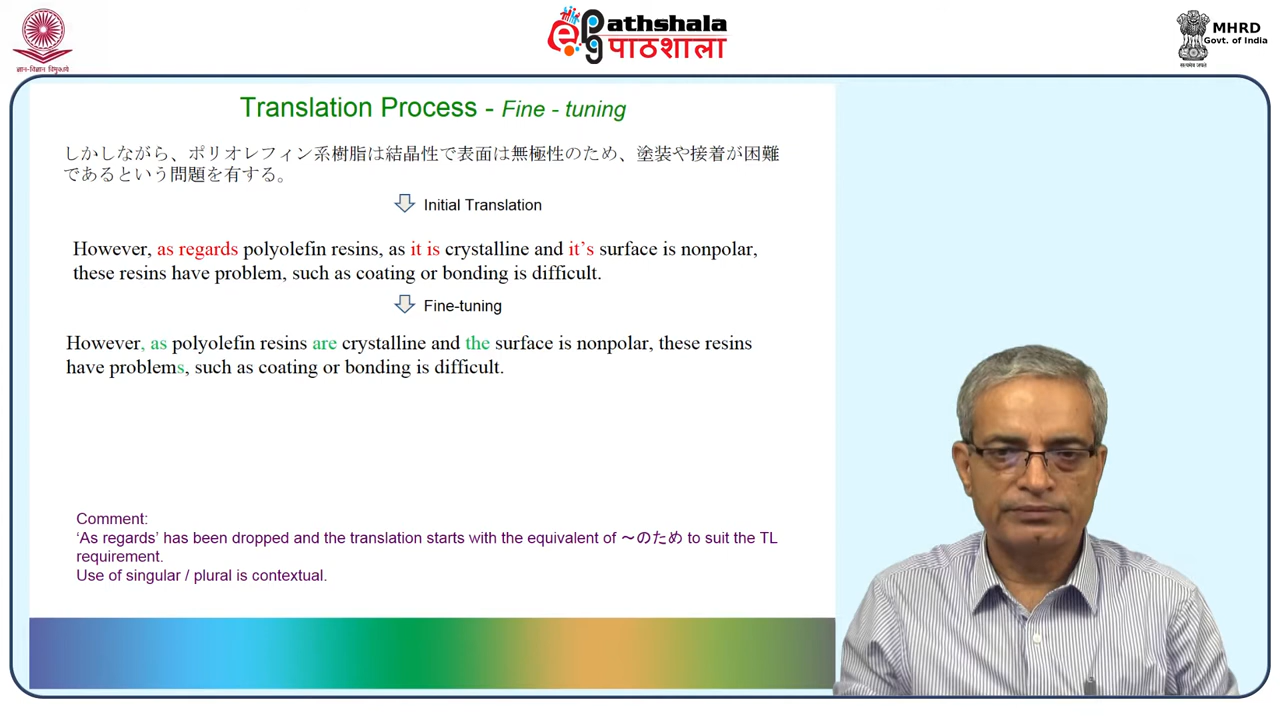 ज्ञान-विज्ञान विमुक्तये
ePg athshala
पाठशाला
सत्यमेव जयते
MHRD
Govt. of India
Translation Process - Fine - tuning
しかしながら、ポリオレフィン系樹脂は結晶性で表面は無極性のため、塗装や接着が困難
であるという問題を有する。
Initial Translation
However, as regards polyolefin resins, as it is crystalline and it’s surface is nonpolar,
these resins have problem, such as coating or bonding is difficult.
Fine-tuning
However, as polyolefin resins are crystalline and the surface is nonpolar, these resins
have problems, such as coating or bonding is difficult.
Comment:
‘As regards’ has been dropped and the translation starts with the equivalent of ～のため to suit the TL
requirement.
Use of singular / plural is contextual.